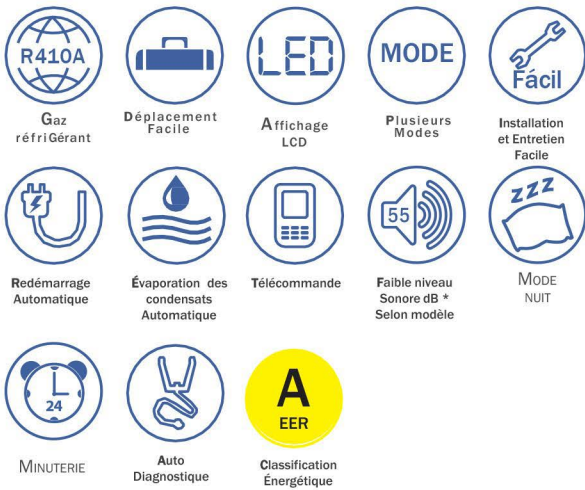 R410A
Gaz
réfriGérant
Déplacement
Facile
LED
Affichage
LCD
MODE
Plusieurs
Modes
Fácil
Installation
et Entretien
Facile
Redémarrage
Automatique
Évaporation des
condensats
Automatique
Télécommande
55
Faible niveau
Sonore dB *
Selon modèle
zzz
MODE
NUIT
24
MINUTERIE
Auto
Diagnostique
A
EER
Classification
Énergétique